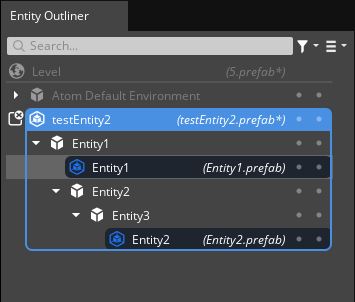 Entity Outliner
Search...
Level (5.prefab*)
Atom Default Environment
testEntity2 (testEntity2.prefab*)
Entity1
Entity1 (Entity1.prefab)
Entity2
Entity3
Entity2 (Entity2.prefab)